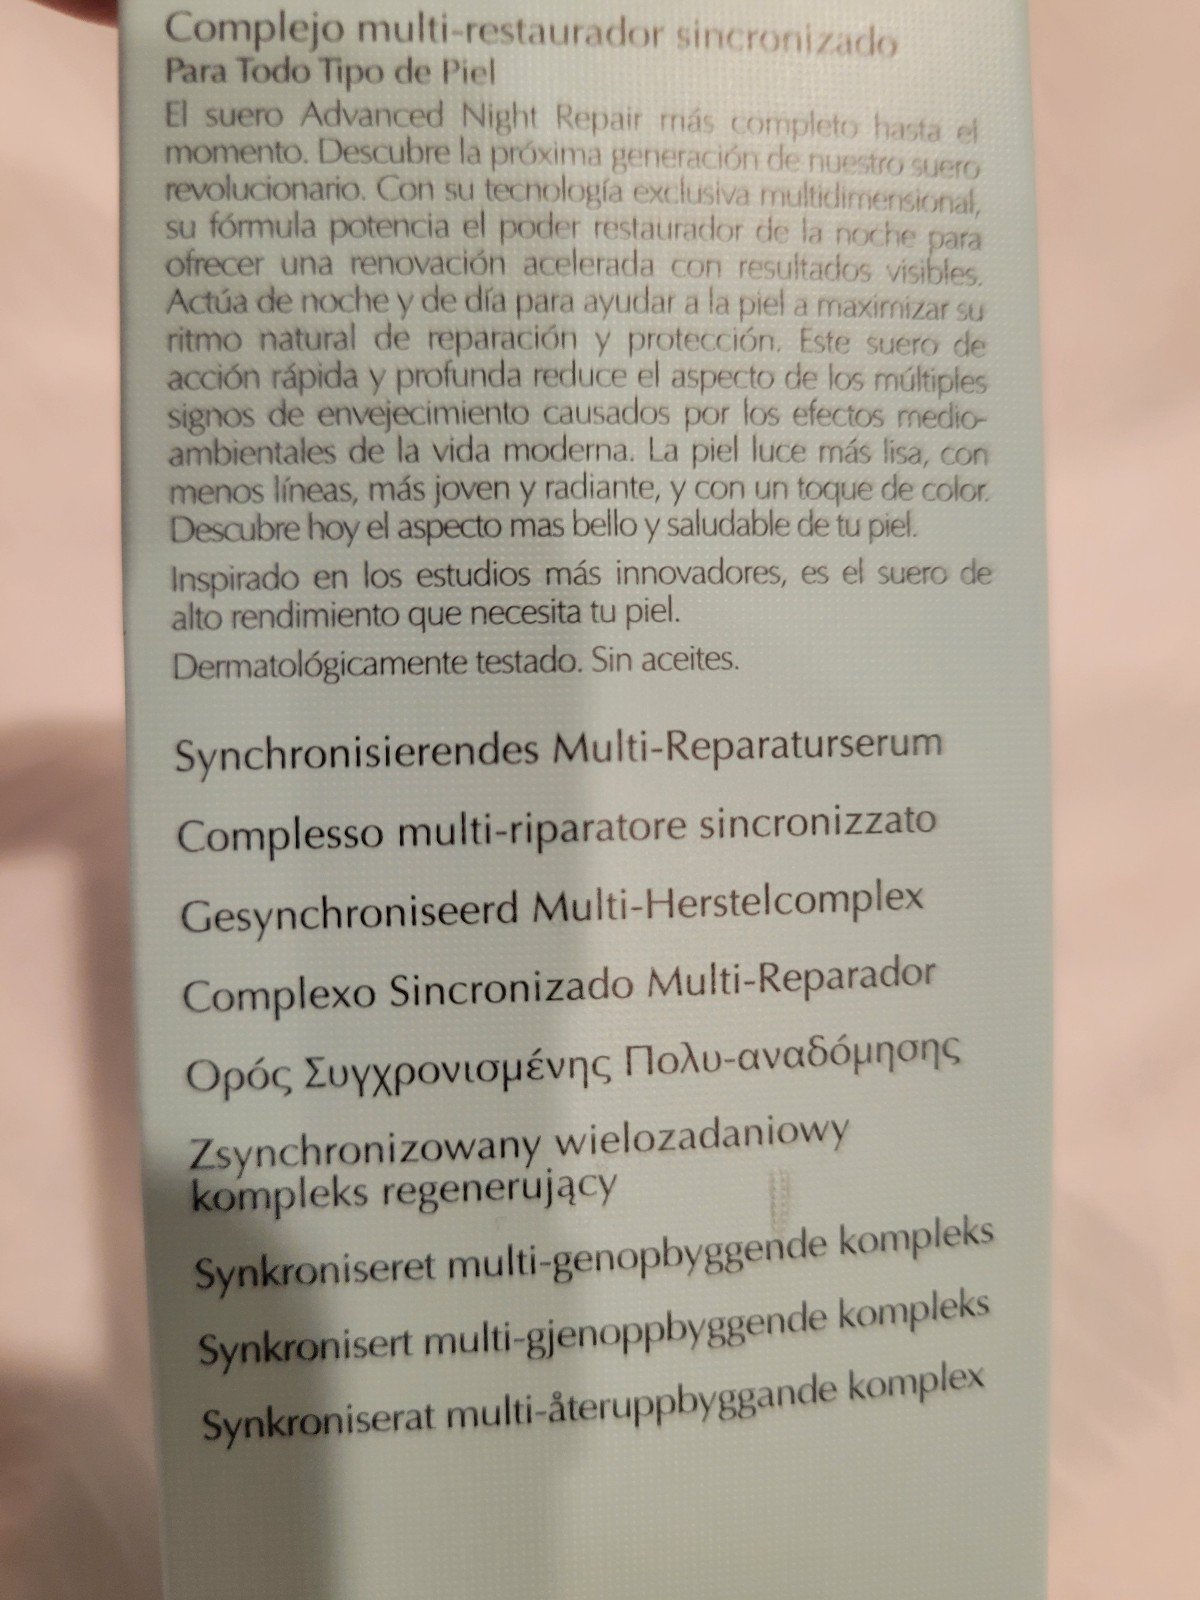 Complejo multi-restaurador sincronizado
Para Todo Tipo de Piel
El suero Advanced Night Repair más completo hasta el
momento. Descubre la próxima generación de nuestro suero
revolucionario. Con su tecnología exclusiva multidimensional,
su fórmula potencia el poder restaurador de la noche para
ofrecer una renovación acelerada con resultados visibles.
Actúa de noche y de día para ayudar a la piel a maximizar su
ritmo natural de reparación y protección. Este suero de
acción rápida y profunda reduce el aspecto de los múltiples
signos de envejecimiento causados por los efectos medio-
ambientales de la vida moderna. La piel luce más lisa, con
menos líneas, más joven y radiante, y con un toque de color.
Descubre hoy el aspecto mas bello y saludable de tu piel.
Inspirado en los estudios más innovadores, es el suero de
alto rendimiento que necesita tu piel.
Dermatológicamente testado. Sin aceites.
Synchronisierendes Multi-Reparaturserum
Complesso multi-riparatore sincronizzato
Gesynchroniseerd Multi-Herstelcomplex
Complexo Sincronizado Multi-Reparador
Ορός Συγχρονισμένης Πολυ-αναδόμησης
Zsynchronizowany wielozadaniowy
kompleks regenerujący
Synkroniseret multi-genopbyggende kompleks
Synkronisert multi-gjenoppbyggende kompleks
Synkroniserat multi-återuppbyggande komplex